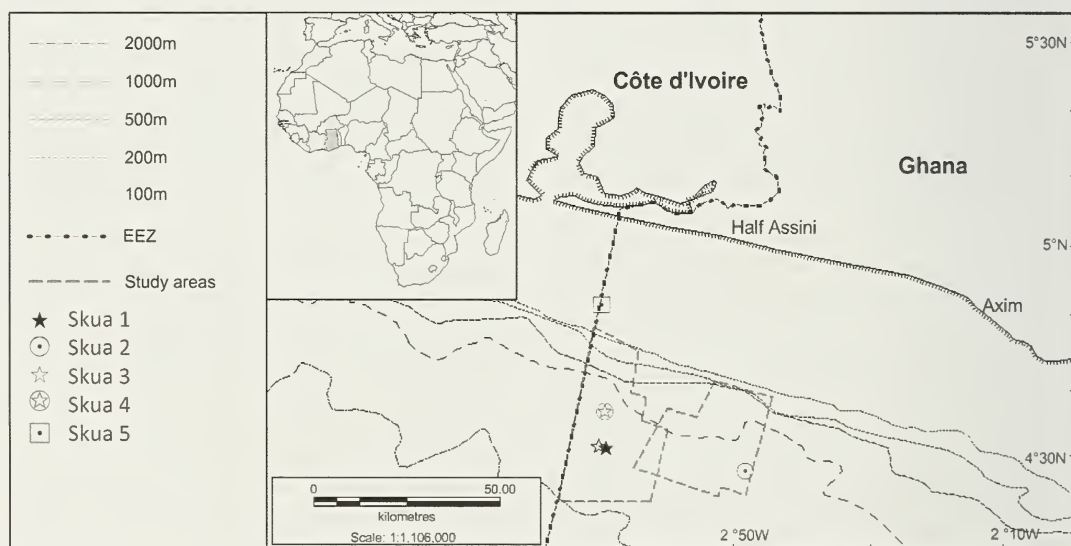 2000m
1000m
500m
200m
100m
EEZ
Study areas
Skua 1
Skua 2
Skua 3
Skua 4
Skua 5
Côte d'Ivoire
Ghana
Half Assini
Axim
5°30N
5°N
4°30N
2°50W
2°10W
0 50.00
kilometres
Scale: 1:1,106,000